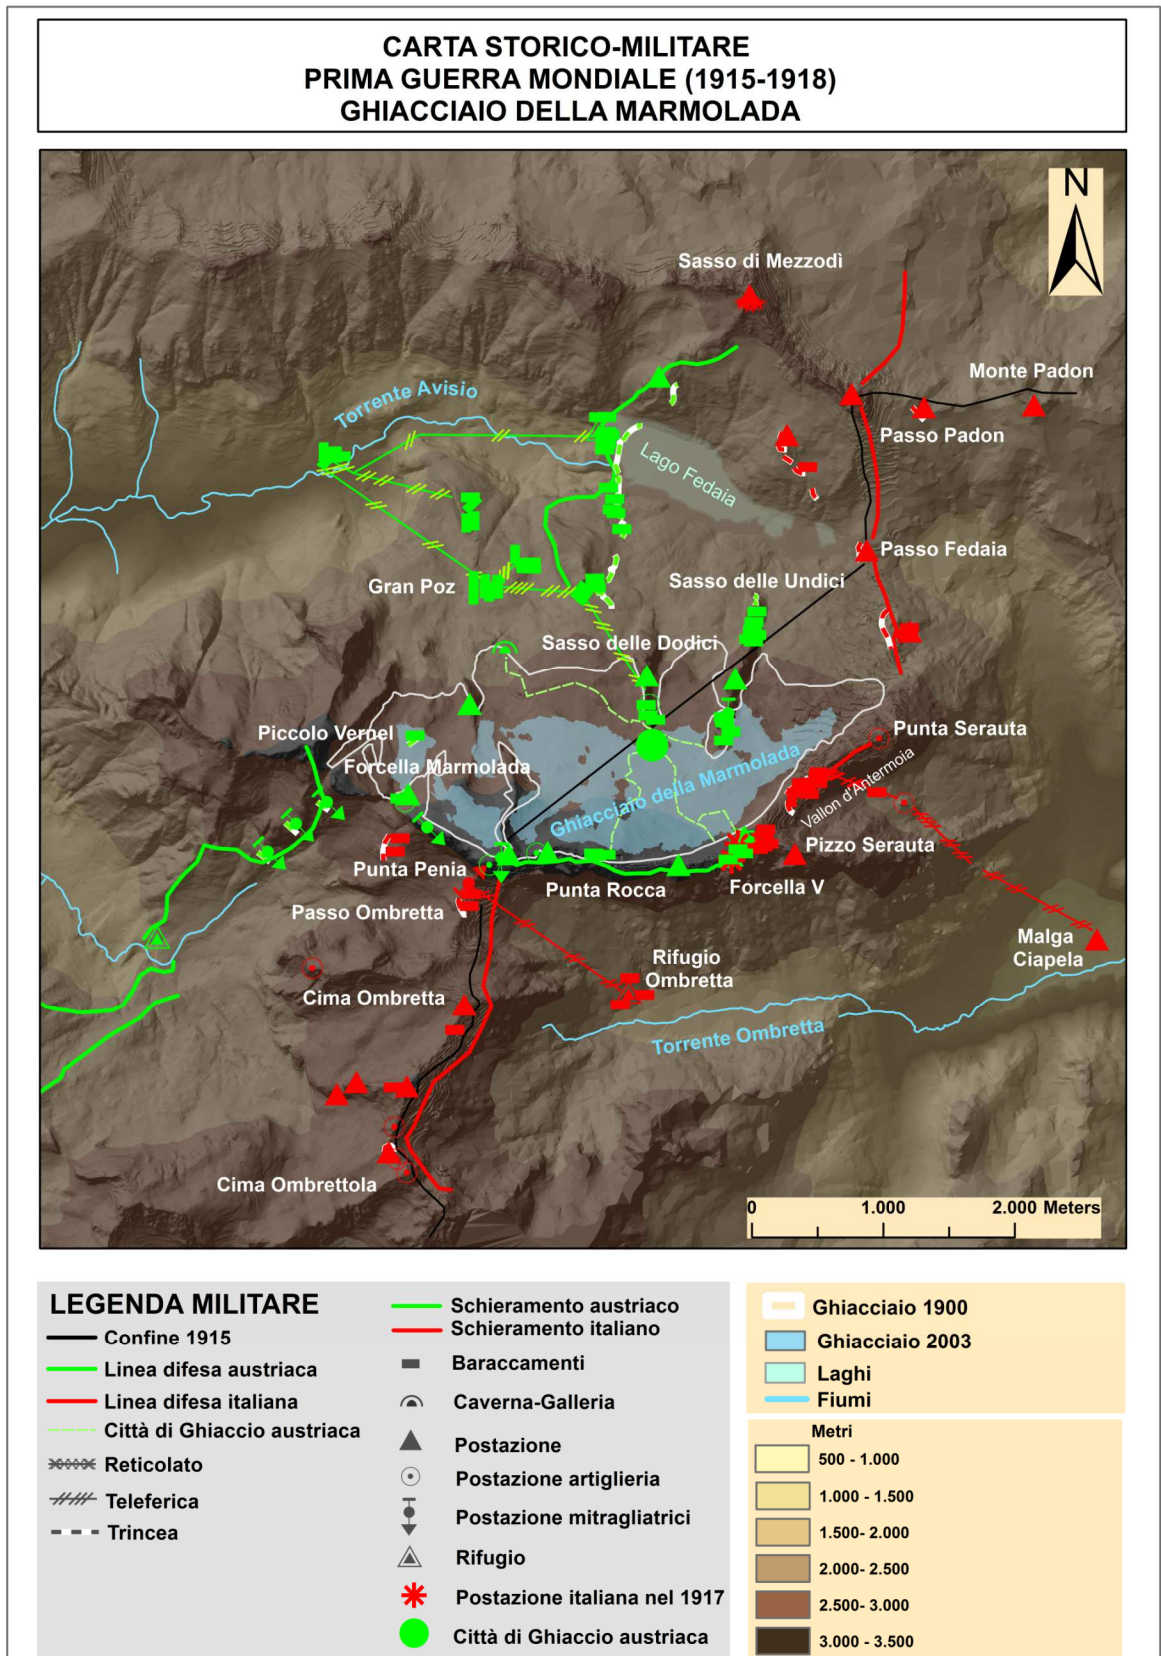 CARTA STORICO-MILITARE
PRIMA GUERRA MONDIALE (1915-1918)
GHIACCIAIO DELLA MARMOLADA
N
Sasso di Mezzodì
Monte Padon
Torrente Avisio
Passo Padon
Lago Fedaia
Passo Fedaia
Gran Poz
Sasso delle Undici
Sasso delle Dodici
Piccolo Vernel
Punta Serauta
Forcella Marmolada
Ghiacciaio della Marmolada
Vallon d'Antermoia
Pizzo Serauta
Punta Penia
Punta Rocca
Forcella V
Passo Ombretta
Malga
Ciapela
Rifugio
Ombretta
Cima Ombretta
Torrente Ombretta
Cima Ombrettola
0 1.000 2.000 Meters
LEGENDA MILITARE
Confine 1915
Linea difesa austriaca
Linea difesa italiana
Città di Ghiaccio austriaca
Reticolato
Teleferica
Trincea
Schieramento austriaco
Schieramento italiano
Baraccamenti
Caverna-Galleria
Postazione
Postazione artiglieria
Postazione mitragliatrici
Rifugio
Postazione italiana nel 1917
Città di Ghiaccio austriaca
Ghiacciaio 1900
Ghiacciaio 2003
Laghi
Fiumi
Metri
500 - 1.000
1.000 - 1.500
1.500- 2.000
2.000- 2.500
2.500- 3.000
3.000 - 3.500